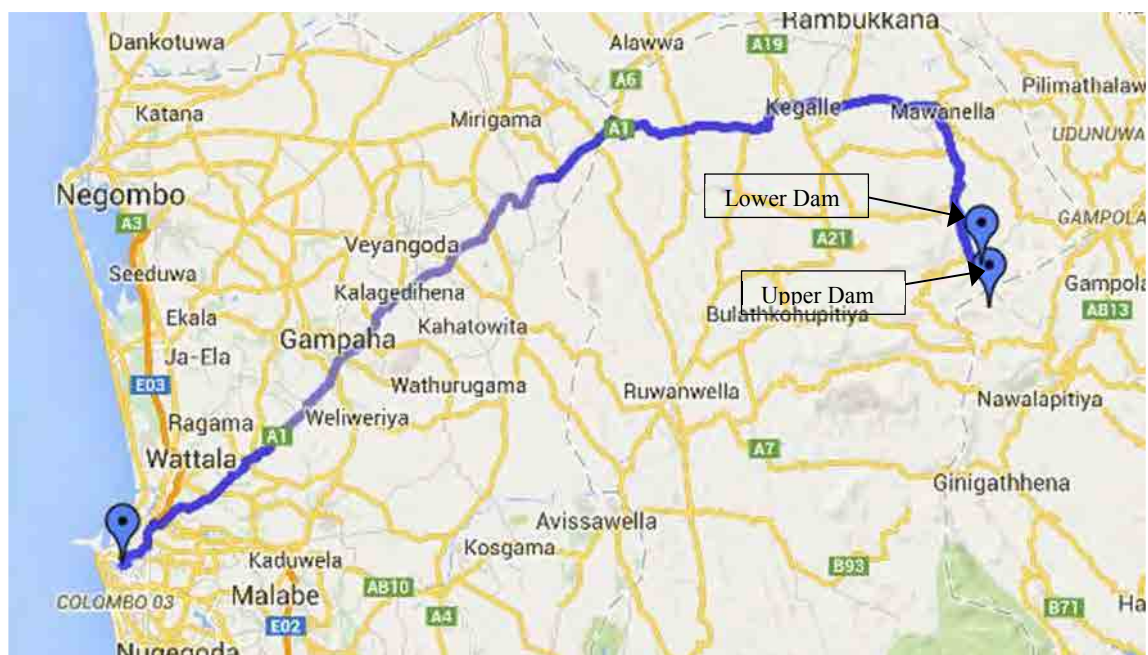 Rambukkana
Dankotuwa
Alawwa
A19
A6
Pilimathalaw
Katana
Mirigama
A1
Kegalle
Mawanella
UDUNUWA
Negombo
Lower Dam
A3
GAMPOLA
Veyangoda
A21
Seeduwa
Kalagedihena
Upper Dam
Gampola
Bulathkohupitiya
AB13
Ekala
Gampaha
Kahatowita
Ja-Ela
E03
Wathurugama
Ruwanwella
Nawalapitiya
Ragama
Weliweriya
A1
Wattala
A7
Ginigathhena
Avissawella
Kaduwela
Kosgama
B93
COLOMBO 03
Malabe
AB10
A4
B71
Ha
E02
Nugegoda